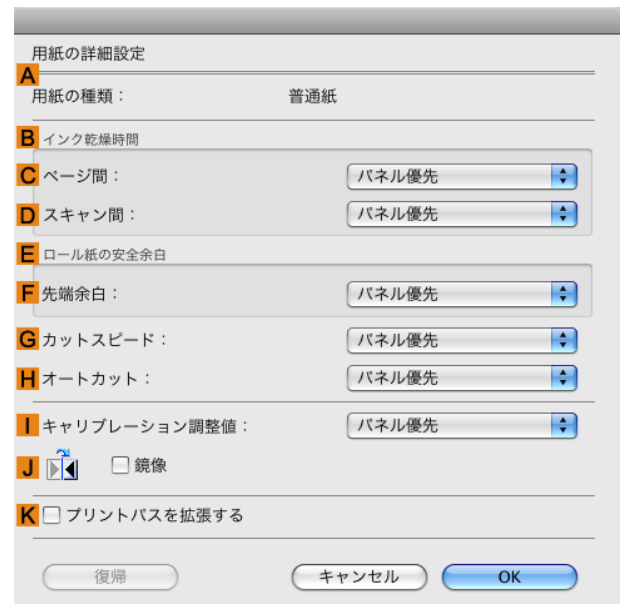 用紙の詳細設定
A
用紙の種類： 普通紙
B インク乾燥時間
C ページ間： パネル優先
D スキャン間： パネル優先
E ロール紙の安全余白
F 先端余白： パネル優先
G カットスピード： パネル優先
H オートカット： パネル優先
I キャリブレーション調整値： パネル優先
J 鏡像
K プリントパスを拡張する
復帰 キャンセル OK